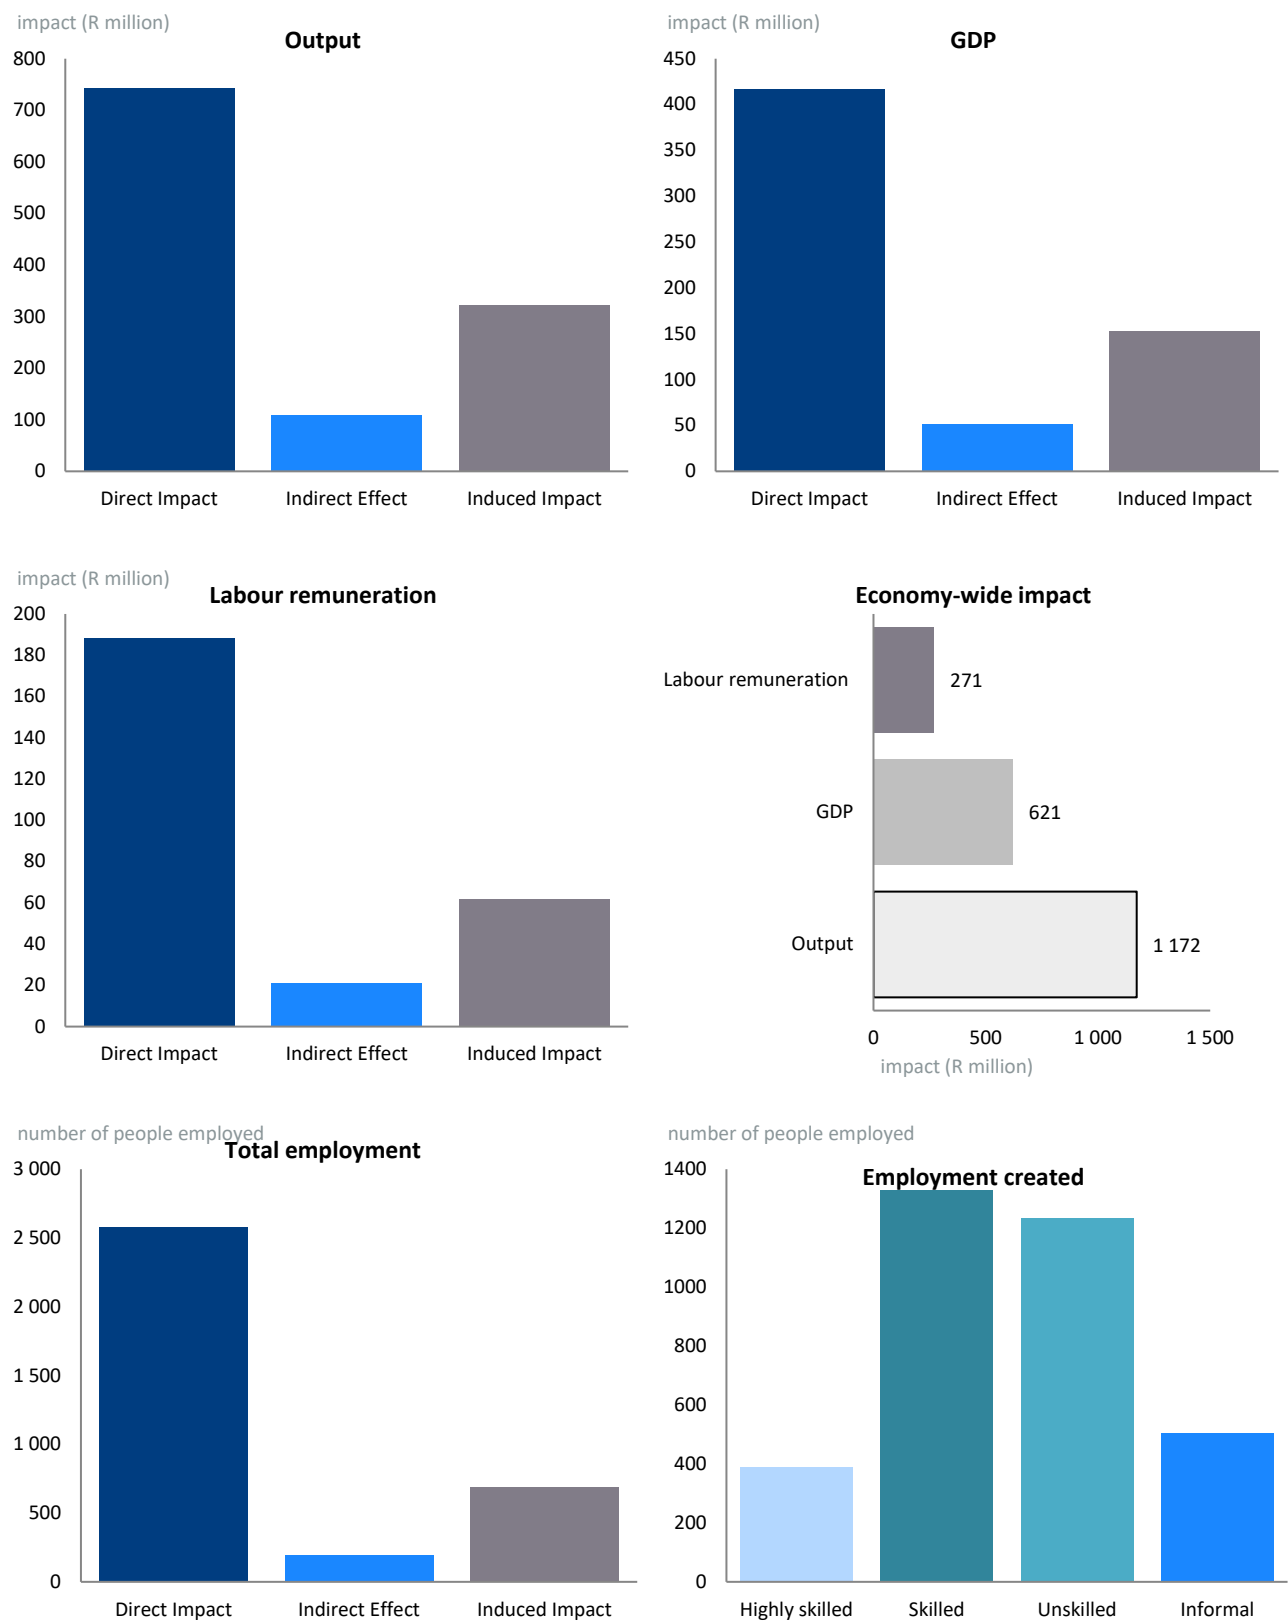 impact (R million)
Output
800
700
600
500
400
300
200
100
0
Direct Impact Indirect Effect Induced Impact
impact (R million)
GDP
450
400
350
300
250
200
150
100
50
0
Direct Impact Indirect Effect Induced Impact
impact (R million)
Labour remuneration
200
180
160
140
120
100
80
60
40
20
0
Direct Impact Indirect Effect Induced Impact
Economy-wide impact
Labour remuneration 271
GDP 621
Output 1 172
0 500 1 000 1 500
impact (R million)
number of people employed
Total employment
3 000
2 500
2 000
1 500
1 000
500
0
Direct Impact Indirect Effect Induced Impact
number of people employed
Employment created
1400
1200
1000
800
600
400
200
0
Highly skilled Skilled Unskilled Informal